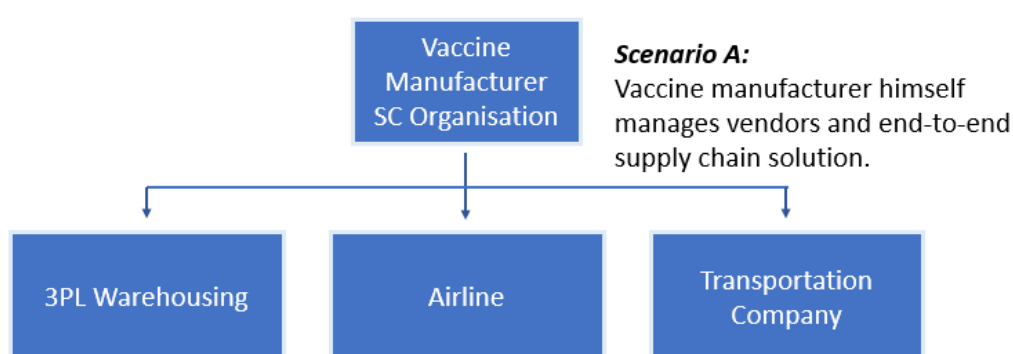 Vaccine
Manufacturer
SC Organisation
Scenario A:
Vaccine manufacturer himself
manages vendors and end-to-end
supply chain solution.
3PL Warehousing
Airline
Transportation
Company